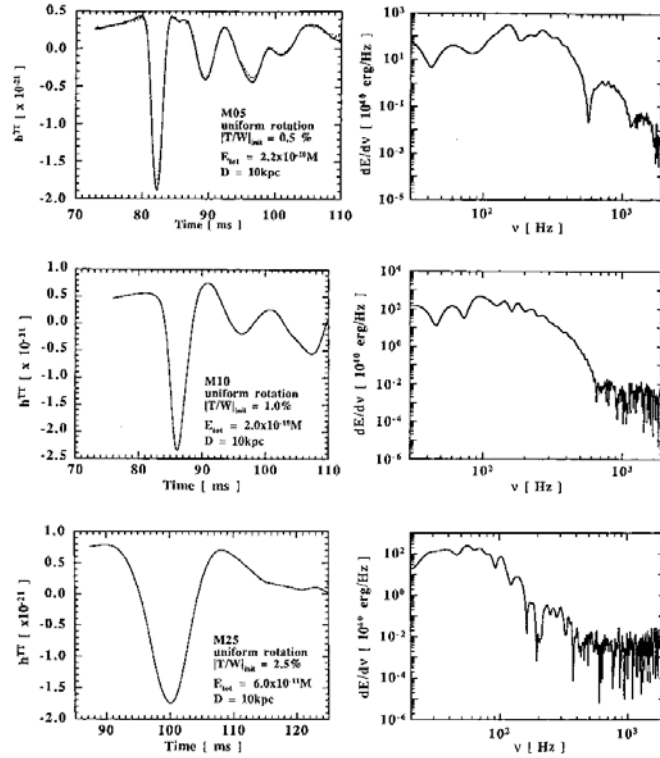 0.5
0.0
-0.5
-1.0
-1.5
-2.0
h^TT [ x 10^-21 ]
M05
uniform rotation
|T/W|_init = 0.5 %
E_tot = 2.2x10^-10M
D = 10kpc
70 80 90 100 110
Time [ ms ]
10^3
10^1
10^-1
10^-3
10^-5
dE/dν [ 10^40 erg/Hz ]
10^2 10^3
ν [ Hz ]
1.0
0.5
0.0
-0.5
-1.0
-1.5
-2.0
-2.5
h^TT [ x 10^-21 ]
M10
uniform rotation
|T/W|_init = 1.0%
E_tot = 2.0x10^-10M
D = 10kpc
80 90 100 110
Time [ ms ]
10^4
10^2
10^0
10^-2
10^-4
10^-6
dE/dν [ 10^40 erg/Hz ]
10^2 10^3
ν [ Hz ]
1.0
0.5
0.0
-0.5
-1.0
-1.5
-2.0
h^TT [ x10^-21 ]
M25
uniform rotation
|T/W|_init = 2.5%
E_tot = 6.0x10^-11M
D = 10kpc
90 100 110 120
Time [ ms ]
10^2
10^0
10^-2
10^-4
10^-6
dE/dν [ 10^40 erg/Hz ]
10^2 10^3
ν [ Hz ]